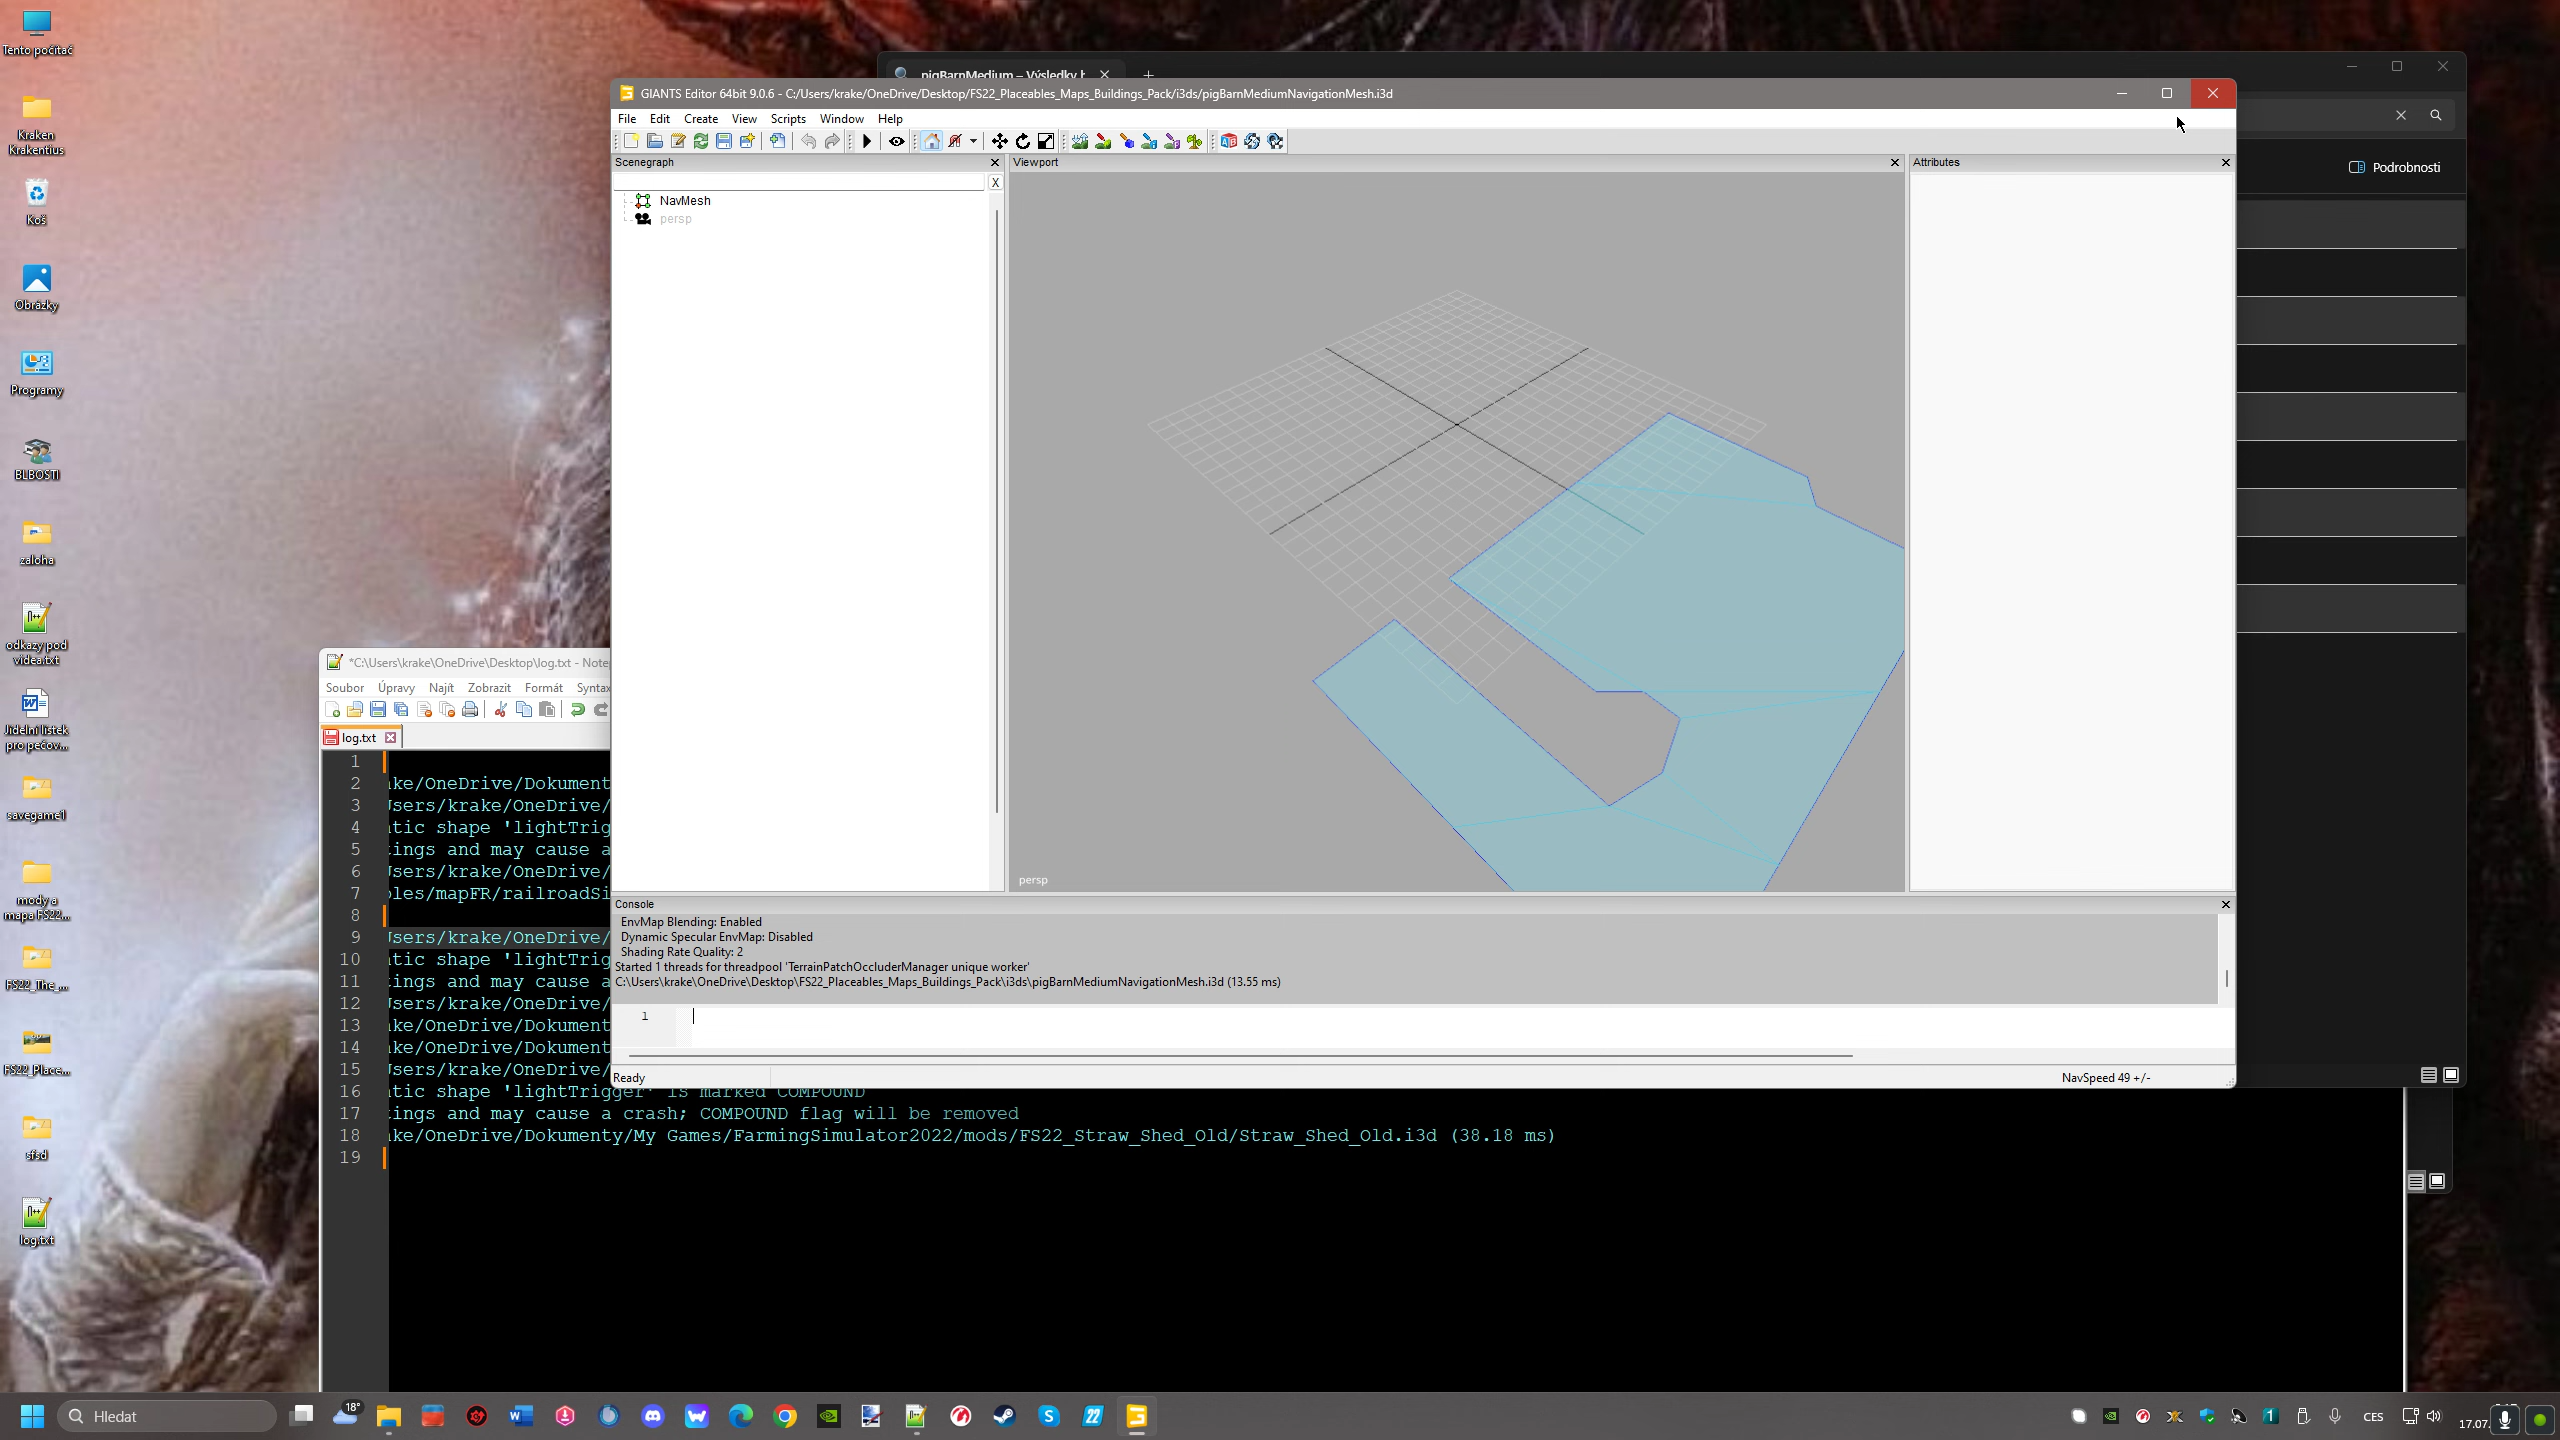 Tento počítač
Kraken
Krakentius
Koš
Obrázky
Programy
BLBOSTI
zaloha
odkazy pod
videa.txt
Jídelní lístek
pro pečov...
savegame1
mody a
mapa FS22...
FS22_The_...
FS22_Place...
sfsd
log.txt
pigBarnMedium – Výsledky h
Podrobnosti
GIANTS Editor 64bit 9.0.6 - C:/Users/krake/OneDrive/Desktop/FS22_Placeables_Maps_Buildings_Pack/i3ds/pigBarnMediumNavigationMesh.i3d
File Edit Create View Scripts Window Help
Scenegraph
X
NavMesh
persp
Viewport
persp
Attributes
Console
EnvMap Blending: Enabled
Dynamic Specular EnvMap: Disabled
Shading Rate Quality: 2
Started 1 threads for threadpool 'TerrainPatchOccluderManager unique worker'
C:\Users\krake\OneDrive\Desktop\FS22_Placeables_Maps_Buildings_Pack\i3ds\pigBarnMediumNavigationMesh.i3d (13.55 ms)
1
Ready
NavSpeed 49 +/-
*C:\Users\krake\OneDrive\Desktop\log.txt - Note
Soubor Úpravy Najít Zobrazit Formát Syntax
log.txt
1
2 ke/OneDrive/Dokument
3 Users/krake/OneDrive/
4 tic shape 'lightTrig
5 tings and may cause a
6 Users/krake/OneDrive/
7 bles/mapFR/railroadSi
8
9 Users/krake/OneDrive/
10 tic shape 'lightTrig
11 tings and may cause a
12 Users/krake/OneDrive/
13 ke/OneDrive/Dokument
14 ke/OneDrive/Dokument
15 Users/krake/OneDrive/
16 tic shape 'lightTrigger' is marked COMPOUND
17 tings and may cause a crash; COMPOUND flag will be removed
18 ke/OneDrive/Dokumenty/My Games/FarmingSimulator2022/mods/FS22_Straw_Shed_Old/Straw_Shed_Old.i3d (38.18 ms)
19
Hledat
18°
22
CES
17.07.